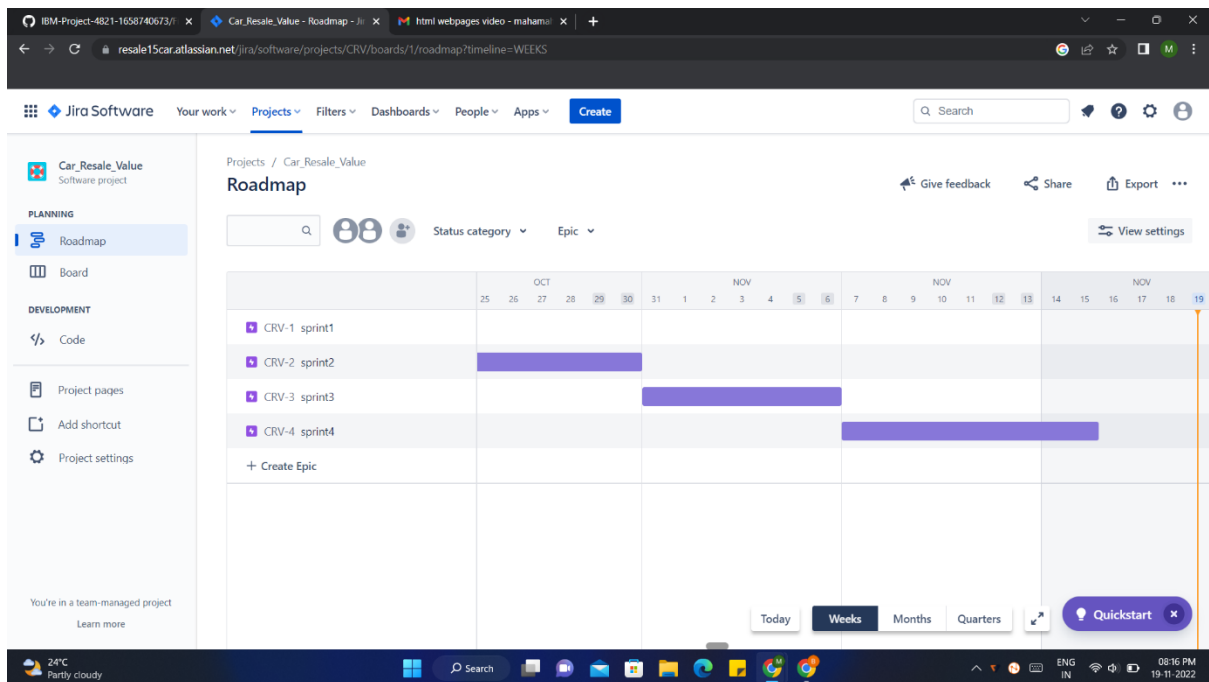 IBM-Project-4821-1658740673/
Car_Resale_Value - Roadmap - Ji
html webpages video - mahama
resale15car.atlassian.net/jira/software/projects/CRV/boards/1/roadmap?timeline=WEEKS
M
Jira Software Your work Projects Filters Dashboards People Apps Create Search
Car_Resale_Value
Software project
PLANNING
Roadmap
Board
DEVELOPMENT
Code
Project pages
Add shortcut
Project settings
You're in a team-managed project
Learn more
Projects / Car_Resale_Value
Roadmap
Give feedback Share Export
Status category Epic View settings
OCT NOV NOV NOV
25 26 27 28 29 30 31 1 2 3 4 5 6 7 8 9 10 11 12 13 14 15 16 17 18 19
CRV-1 sprint1
CRV-2 sprint2
CRV-3 sprint3
CRV-4 sprint4
+ Create Epic
Today Weeks Months Quarters Quickstart
24°C
Partly cloudy
Search
ENG
IN
08:16 PM
19-11-2022